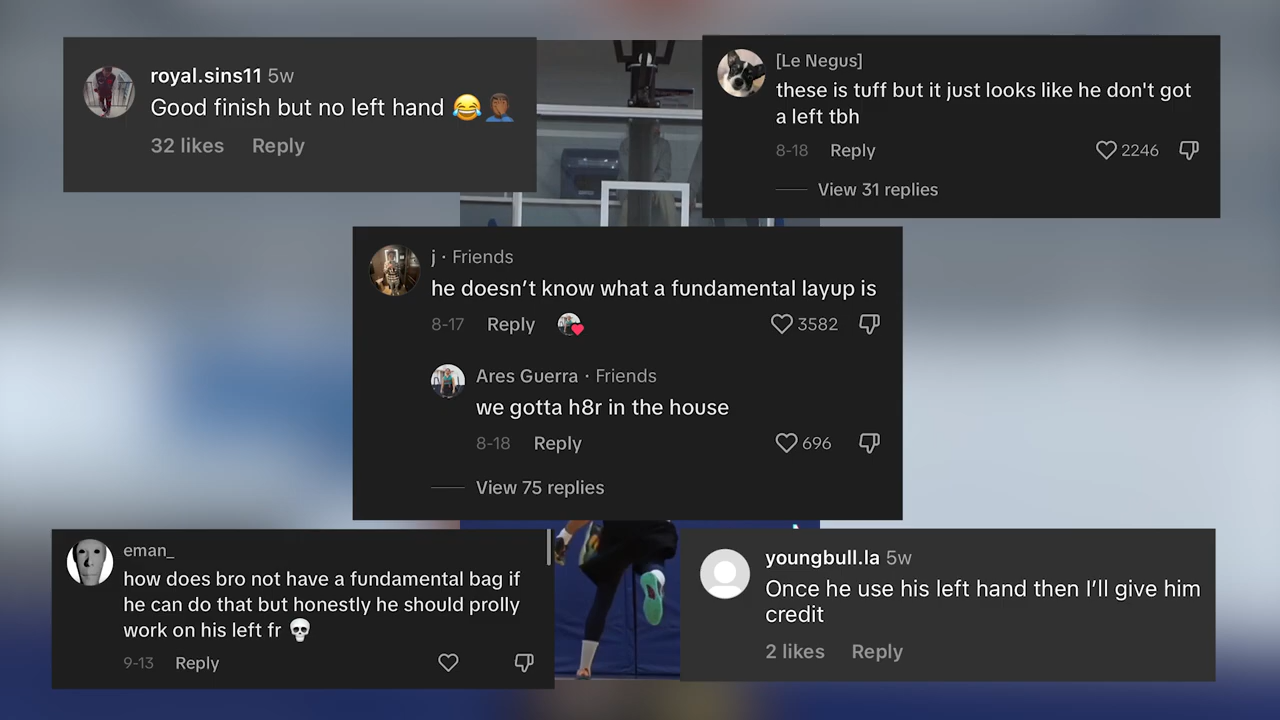 royal.sins11 5w
Good finish but no left hand 😂🤦🏾‍♂️
32 likes Reply
[Le Negus]
these is tuff but it just looks like he don't got
a left tbh
8-18 Reply 2246
View 31 replies
j · Friends
he doesn’t know what a fundamental layup is
8-17 Reply 3582
Ares Guerra · Friends
we gotta h8r in the house
8-18 Reply 696
View 75 replies
eman_
how does bro not have a fundamental bag if
he can do that but honestly he should prolly
work on his left fr 💀
9-13 Reply
youngbull.la 5w
Once he use his left hand then I’ll give him
credit
2 likes Reply